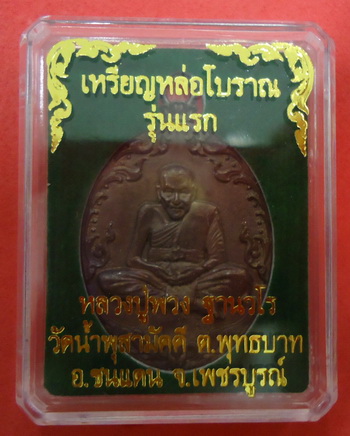 เหรียญหล่อโบราณ
รุ่นแรก
หลวงปู่พวง ฐานวโร
วัดน้ำพุสามัคคี ต.พุทธบาท
อ.ชนแดน จ.เพชรบูรณ์